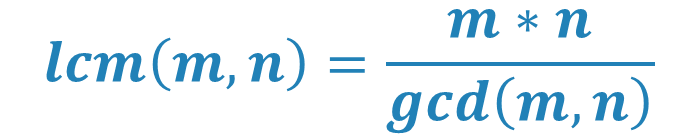 lcm(m, n) = m * n / gcd(m, n)